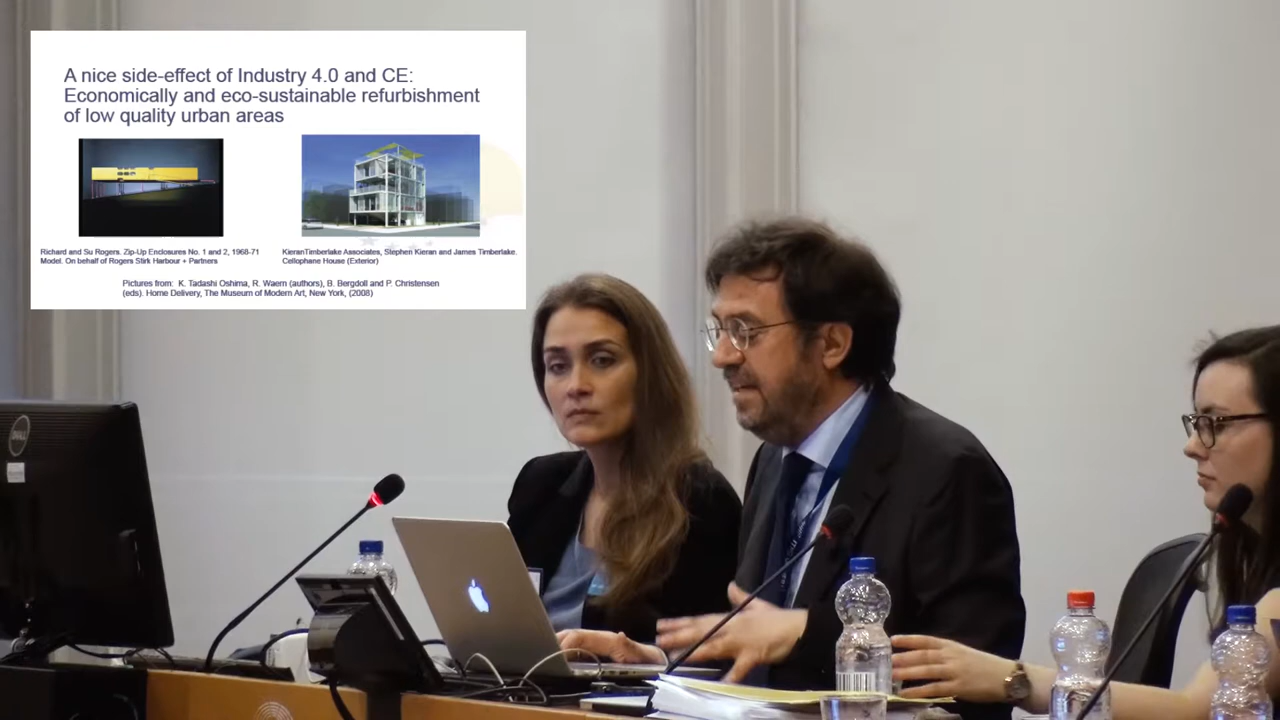 A nice side-effect of Industry 4.0 and CE:
Economically and eco-sustainable refurbishment
of low quality urban areas
Richard and Su Rogers. Zip-Up Enclosures No. 1 and 2, 1968-71
Model. On behalf of Rogers Stirk Harbour + Partners
KieranTimberlake Associates, Stephen Kieran and James Timberlake.
Cellophane House (Exterior)
Pictures from: K. Tadashi Oshima, R. Waern (authors), B. Bergdoll and P. Christensen
(eds). Home Delivery, The Museum of Modern Art, New York, (2008)
DELL